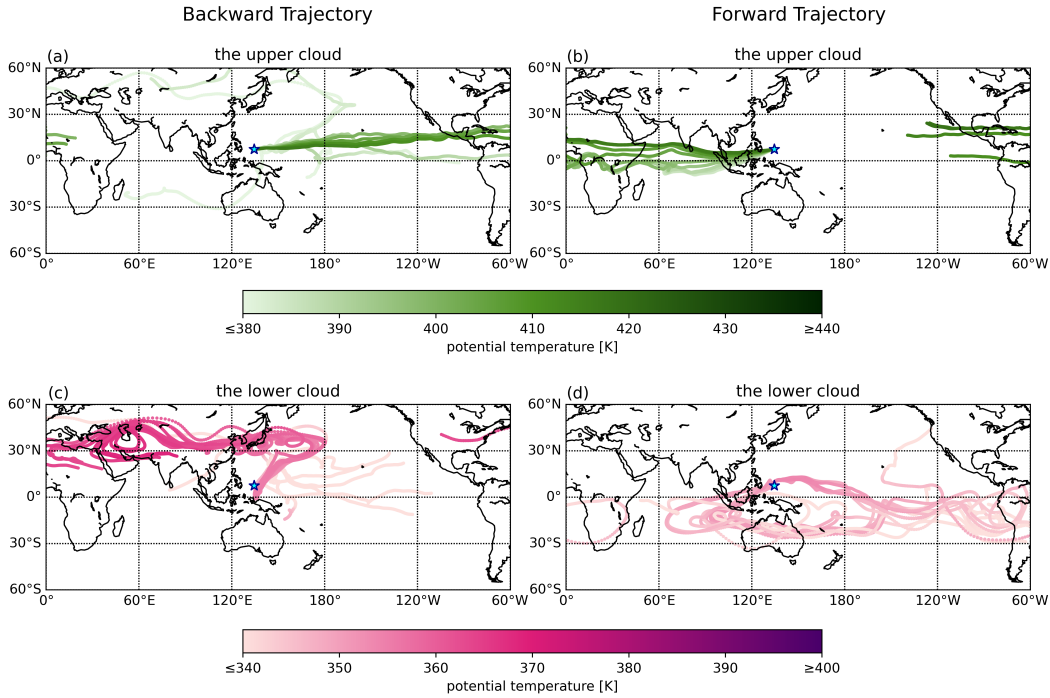 Backward Trajectory Forward Trajectory
(a) the upper cloud (b) the upper cloud
60°N 60°N
30°N 30°N
0° 0°
30°S 30°S
60°S 60°S
0° 60°E 120°E 180° 120°W 60°W 0° 60°E 120°E 180° 120°W 60°W
≤380 390 400 410 420 430 ≥440
potential temperature [K]
(c) the lower cloud (d) the lower cloud
60°N 60°N
30°N 30°N
0° 0°
30°S 30°S
60°S 60°S
0° 60°E 120°E 180° 120°W 60°W 0° 60°E 120°E 180° 120°W 60°W
≤340 350 360 370 380 390 ≥400
potential temperature [K]